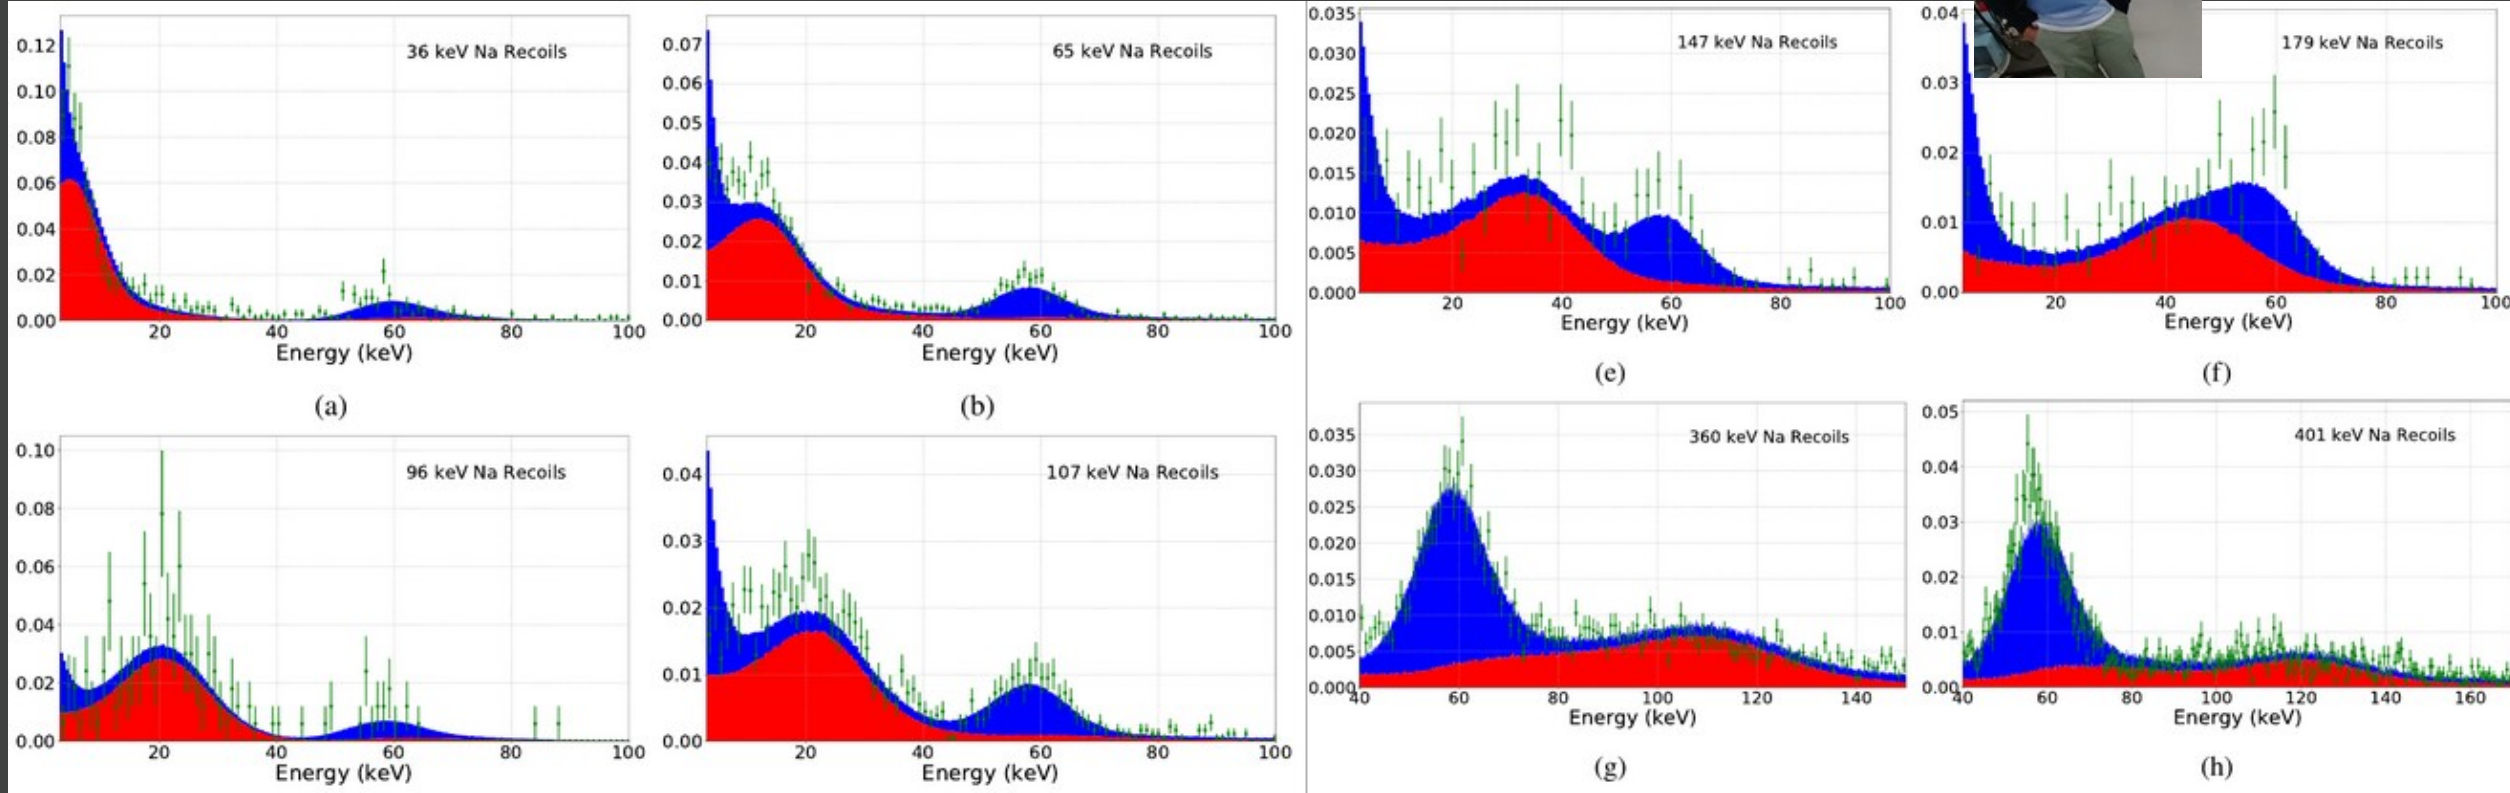 0.12
0.10
0.08
0.06
0.04
0.02
0.00
36 keV Na Recoils
20 40 60 80 100
Energy (keV)
(a)
0.07
0.06
0.05
0.04
0.03
0.02
0.01
0.00
65 keV Na Recoils
20 40 60 80 100
Energy (keV)
(b)
0.10
0.08
0.06
0.04
0.02
0.00
96 keV Na Recoils
20 40 60 80 100
Energy (keV)
0.04
0.03
0.02
0.01
0.00
107 keV Na Recoils
20 40 60 80 100
Energy (keV)
0.035
0.030
0.025
0.020
0.015
0.010
0.005
0.000
147 keV Na Recoils
20 40 60 80 100
Energy (keV)
(e)
0.04
0.03
0.02
0.01
0.00
179 keV Na Recoils
20 40 60 80 100
Energy (keV)
(f)
0.035
0.030
0.025
0.020
0.015
0.010
0.005
0.000
360 keV Na Recoils
40 60 80 100 120 140
Energy (keV)
(g)
0.05
0.04
0.03
0.02
0.01
0.00
401 keV Na Recoils
40 60 80 100 120 140 160
Energy (keV)
(h)